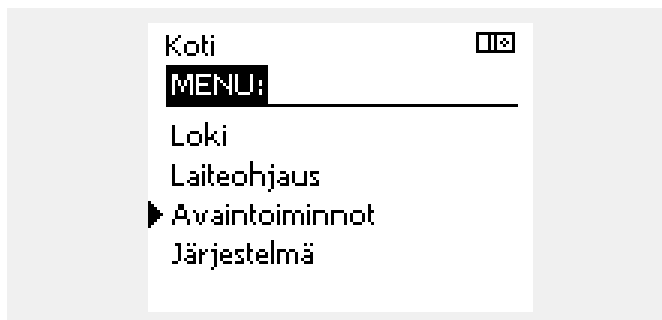 Koti
MENU:
Loki
Laiteohjaus
Avaintoiminnot
Järjestelmä